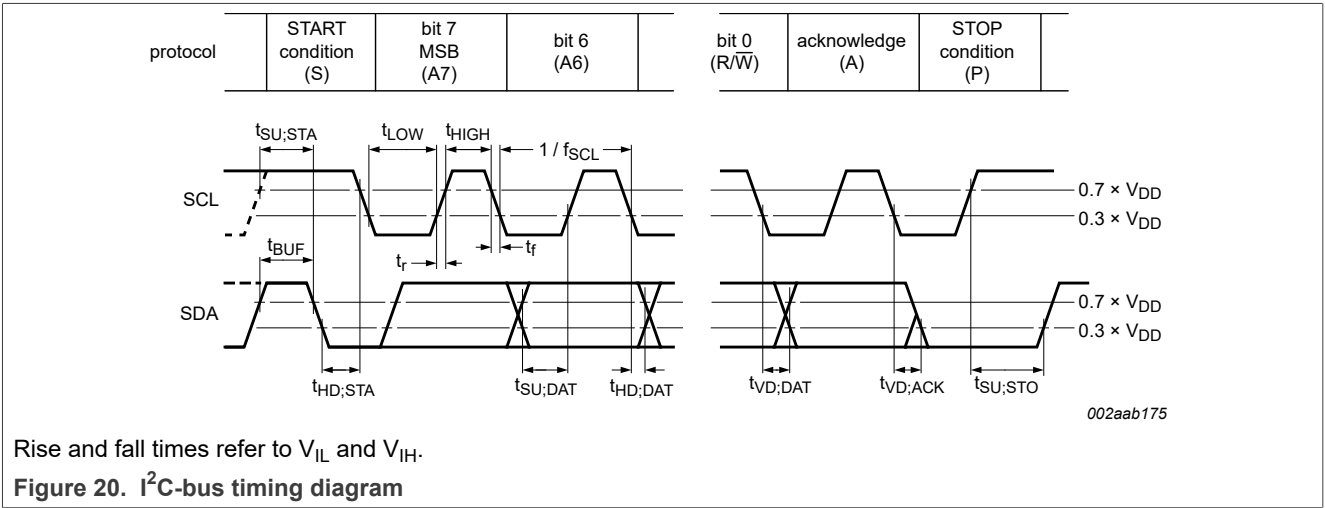 protocol
START
condition
(S)
bit 7
MSB
(A7)
bit 6
(A6)
bit 0
(R/W̅)
acknowledge
(A)
STOP
condition
(P)
tSU;STA
tLOW
tHIGH
1 / fSCL
SCL
0.7 × VDD
0.3 × VDD
tBUF
tr
tf
SDA
0.7 × VDD
0.3 × VDD
tHD;STA
tSU;DAT
tHD;DAT
tVD;DAT
tVD;ACK
tSU;STO
002aab175
Rise and fall times refer to VIL and VIH.
Figure 20. I²C-bus timing diagram